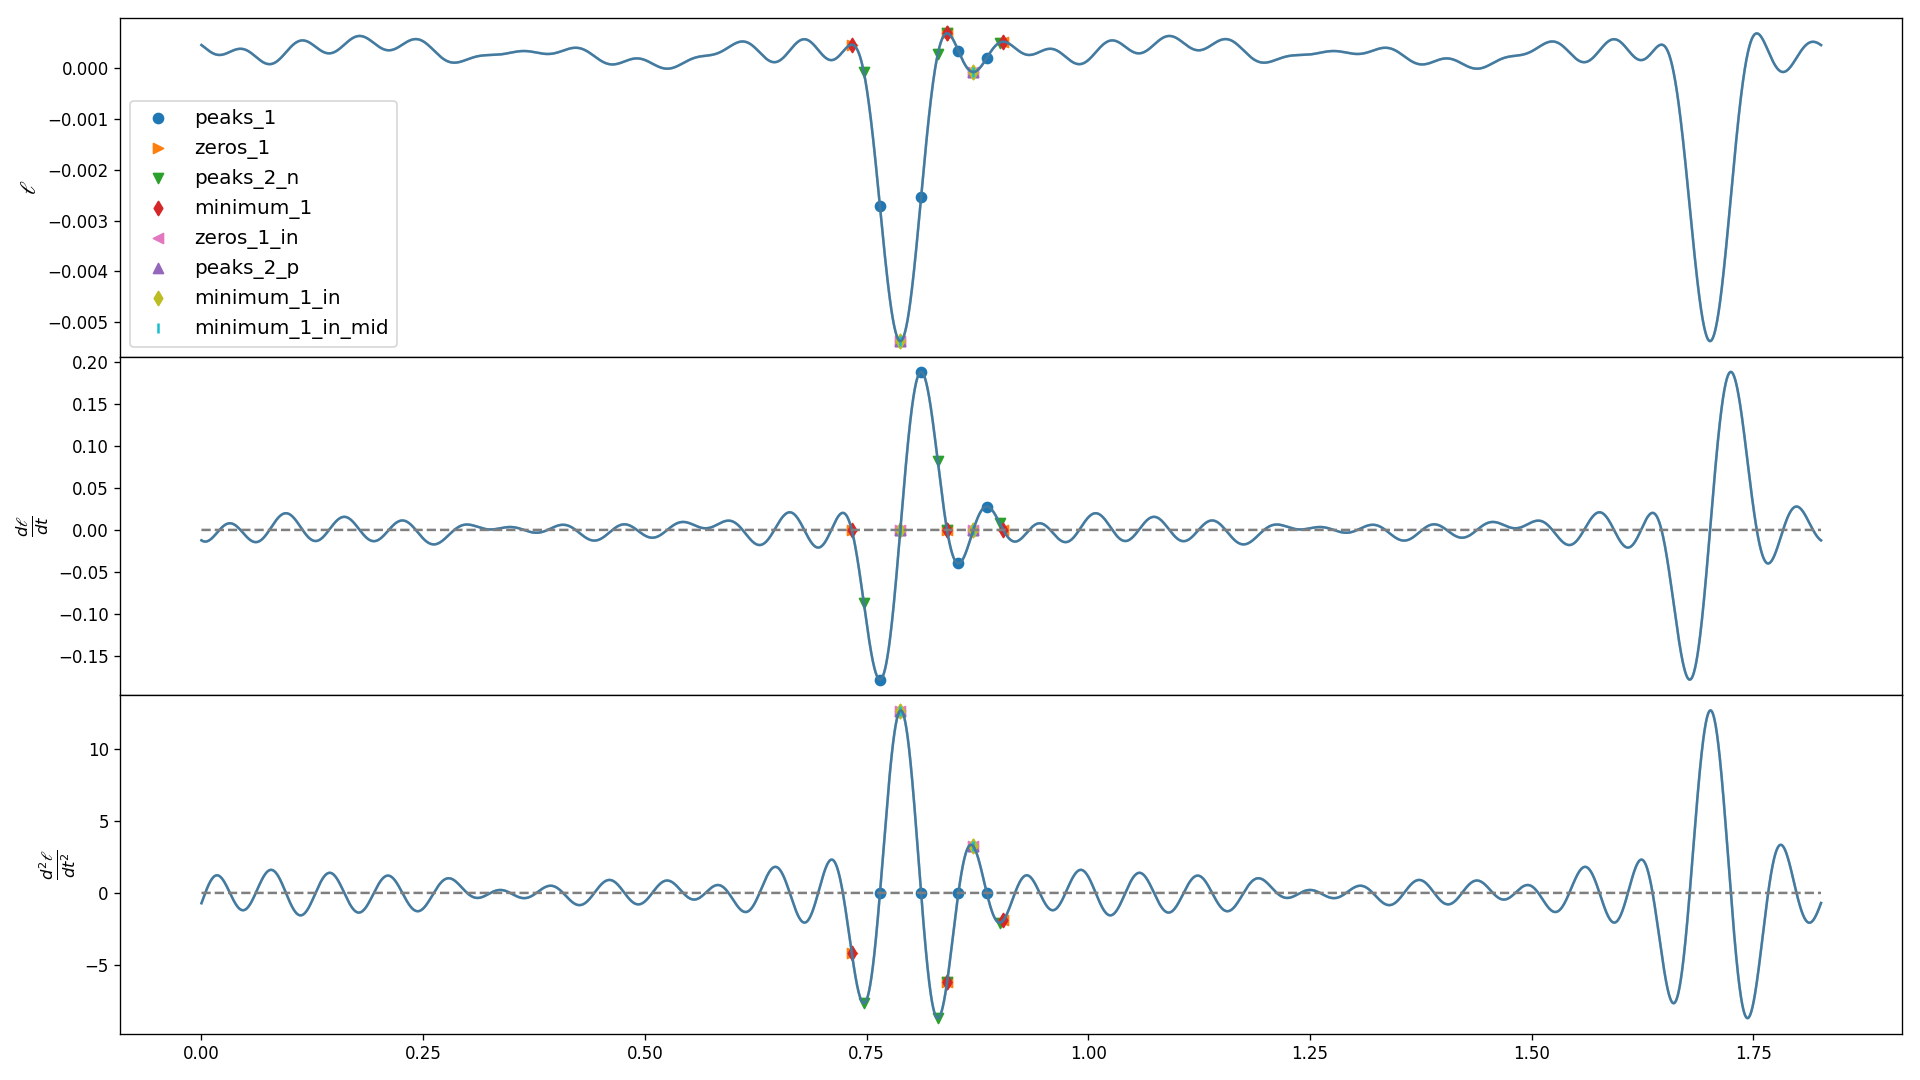 0.000
−0.001
−0.002
−0.003
−0.004
−0.005
ℓ
peaks_1
zeros_1
peaks_2_n
minimum_1
zeros_1_in
peaks_2_p
minimum_1_in
minimum_1_in_mid
0.20
0.15
0.10
0.05
0.00
−0.05
−0.10
−0.15
dℓ
dt
10
5
0
−5
d²ℓ
dt²
0.00 0.25 0.50 0.75 1.00 1.25 1.50 1.75